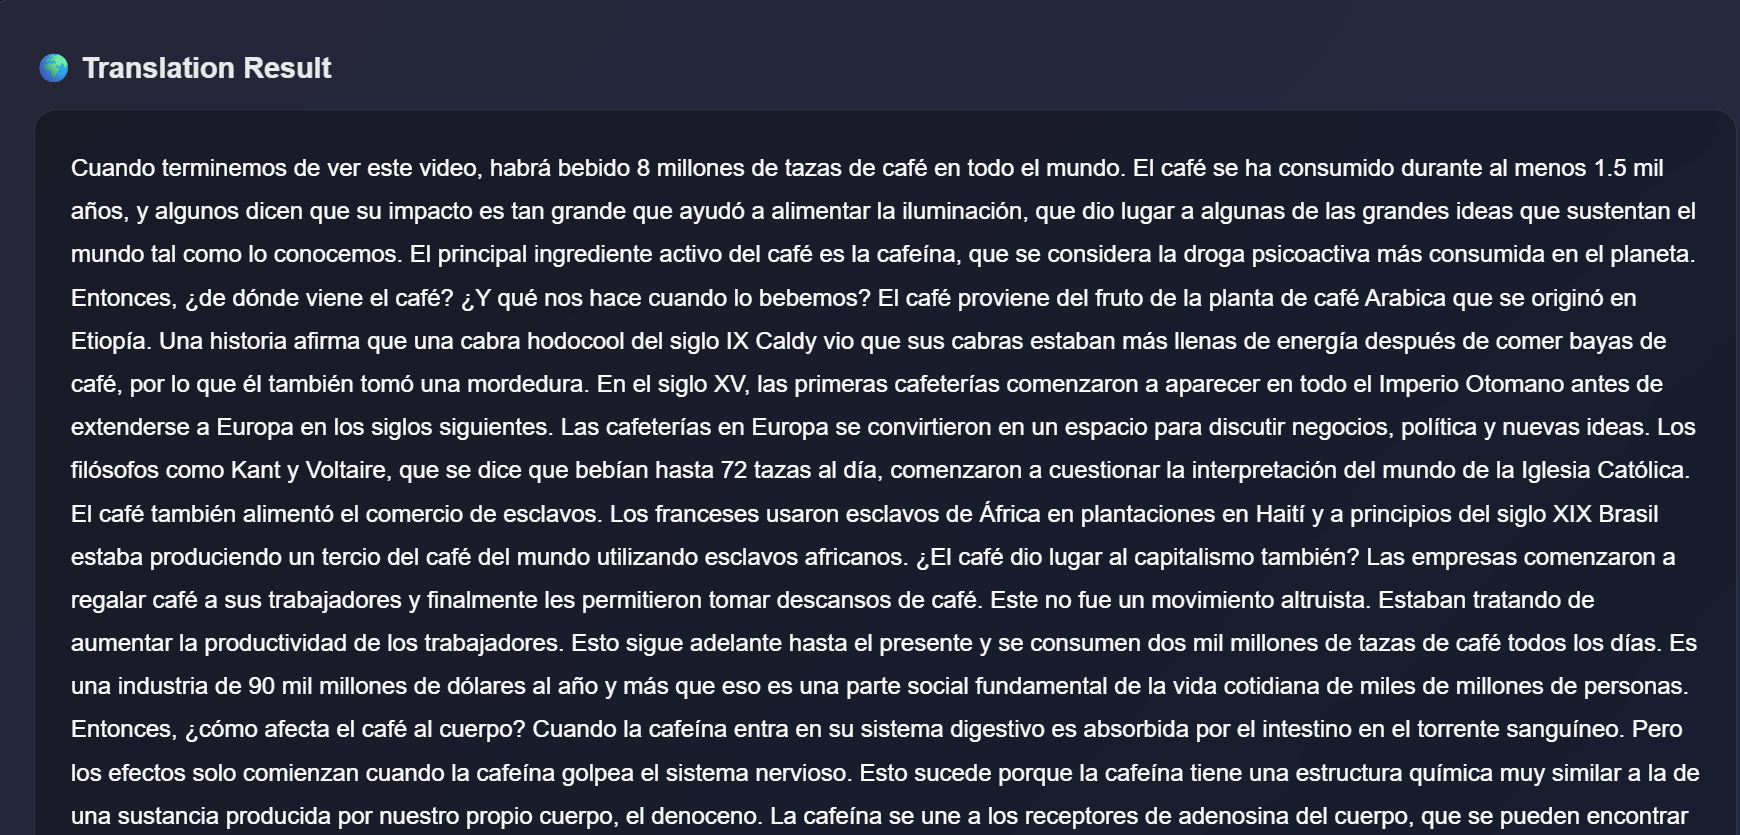 Translation Result
Cuando terminemos de ver este video, habrá bebido 8 millones de tazas de café en todo el mundo. El café se ha consumido durante al menos 1.5 mil
años, y algunos dicen que su impacto es tan grande que ayudó a alimentar la iluminación, que dio lugar a algunas de las grandes ideas que sustentan el
mundo tal como lo conocemos. El principal ingrediente activo del café es la cafeína, que se considera la droga psicoactiva más consumida en el planeta.
Entonces, ¿de dónde viene el café? ¿Y qué nos hace cuando lo bebemos? El café proviene del fruto de la planta de café Arabica que se originó en
Etiopía. Una historia afirma que una cabra hodocool del siglo IX Caldy vio que sus cabras estaban más llenas de energía después de comer bayas de
café, por lo que él también tomó una mordedura. En el siglo XV, las primeras cafeterías comenzaron a aparecer en todo el Imperio Otomano antes de
extenderse a Europa en los siglos siguientes. Las cafeterías en Europa se convirtieron en un espacio para discutir negocios, política y nuevas ideas. Los
filósofos como Kant y Voltaire, que se dice que bebían hasta 72 tazas al día, comenzaron a cuestionar la interpretación del mundo de la Iglesia Católica.
El café también alimentó el comercio de esclavos. Los franceses usaron esclavos de África en plantaciones en Haití y a principios del siglo XIX Brasil
estaba produciendo un tercio del café del mundo utilizando esclavos africanos. ¿El café dio lugar al capitalismo también? Las empresas comenzaron a
regalar café a sus trabajadores y finalmente les permitieron tomar descansos de café. Este no fue un movimiento altruista. Estaban tratando de
aumentar la productividad de los trabajadores. Esto sigue adelante hasta el presente y se consumen dos mil millones de tazas de café todos los días. Es
una industria de 90 mil millones de dólares al año y más que eso es una parte social fundamental de la vida cotidiana de miles de millones de personas.
Entonces, ¿cómo afecta el café al cuerpo? Cuando la cafeína entra en su sistema digestivo es absorbida por el intestino en el torrente sanguíneo. Pero
los efectos solo comienzan cuando la cafeína golpea el sistema nervioso. Esto sucede porque la cafeína tiene una estructura química muy similar a la de
una sustancia producida por nuestro propio cuerpo, el denoceno. La cafeína se une a los receptores de adenosina del cuerpo, que se pueden encontrar